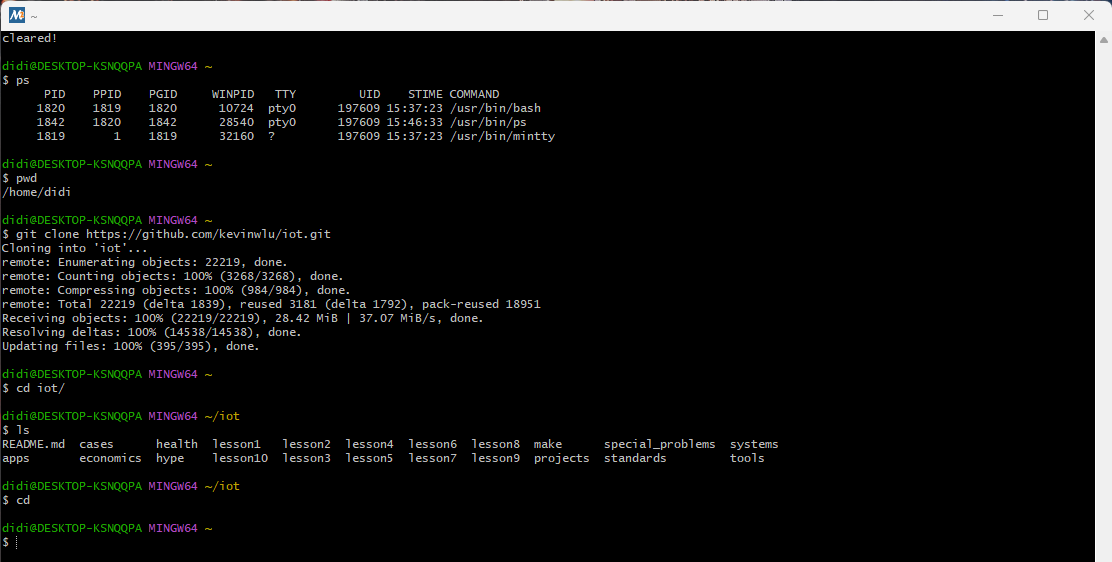 ~
cleared!
didi@DESKTOP-KSNQQPA MINGW64 ~
$ ps
      PID    PPID    PGID     WINPID   TTY         UID    STIME COMMAND
     1820    1819    1820      10724  pty0      197609 15:37:23 /usr/bin/bash
     1842    1820    1842      28540  pty0      197609 15:46:33 /usr/bin/ps
     1819       1    1819      32160  ?         197609 15:37:23 /usr/bin/mintty
didi@DESKTOP-KSNQQPA MINGW64 ~
$ pwd
/home/didi
didi@DESKTOP-KSNQQPA MINGW64 ~
$ git clone https://github.com/kevinwlu/iot.git
Cloning into 'iot'...
remote: Enumerating objects: 22219, done.
remote: Counting objects: 100% (3268/3268), done.
remote: Compressing objects: 100% (984/984), done.
remote: Total 22219 (delta 1839), reused 3181 (delta 1792), pack-reused 18951
Receiving objects: 100% (22219/22219), 28.42 MiB | 37.07 MiB/s, done.
Resolving deltas: 100% (14538/14538), done.
Updating files: 100% (395/395), done.
didi@DESKTOP-KSNQQPA MINGW64 ~
$ cd iot/
didi@DESKTOP-KSNQQPA MINGW64 ~/iot
$ ls
README.md  cases      health  lesson1   lesson2  lesson4  lesson6  lesson8  make      special_problems  systems
apps       economics  hype    lesson10  lesson3  lesson5  lesson7  lesson9  projects  standards         tools
didi@DESKTOP-KSNQQPA MINGW64 ~/iot
$ cd
didi@DESKTOP-KSNQQPA MINGW64 ~
$